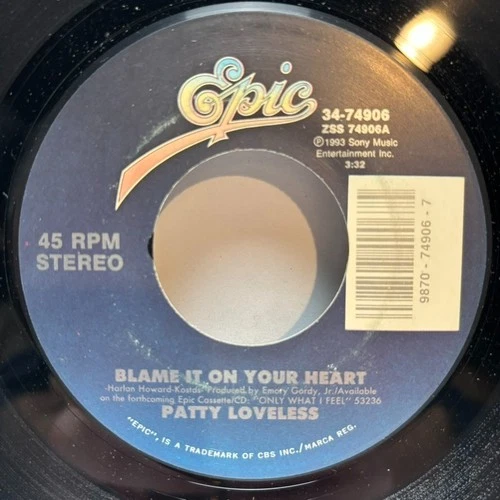 Epic
34-74906
ZSS 74906A
Ⓟ1993 Sony Music
Entertainment Inc.
3:32
45 RPM
STEREO
9870 - 74906 - 7
BLAME IT ON YOUR HEART
-Harlan Howard-Kostas- Produced by Emory Gordy, Jr./Available
on the forthcoming Epic Cassette/CD: "ONLY WHAT I FEEL" 53236
PATTY LOVELESS
"EPIC", IS A TRADEMARK OF CBS INC./MARCA REG.